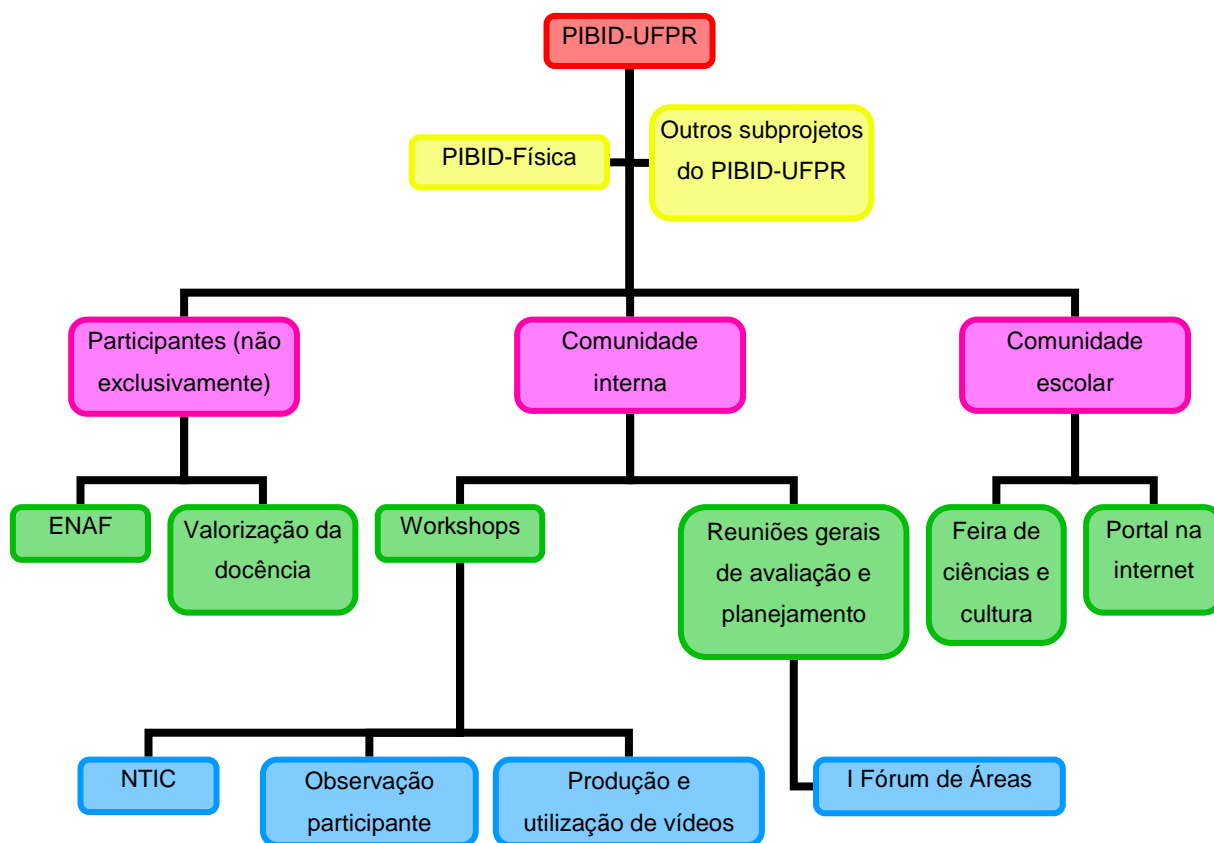 PIBID-UFPR
PIBID-Física
Outros subprojetos
do PIBID-UFPR
Participantes (não
exclusivamente)
Comunidade
interna
Comunidade
escolar
ENAF
Valorização da
docência
Workshops
Reuniões gerais
de avaliação e
planejamento
Feira de
ciências e
cultura
Portal na
internet
NTIC
Observação
participante
Produção e
utilização de vídeos
I Fórum de Áreas